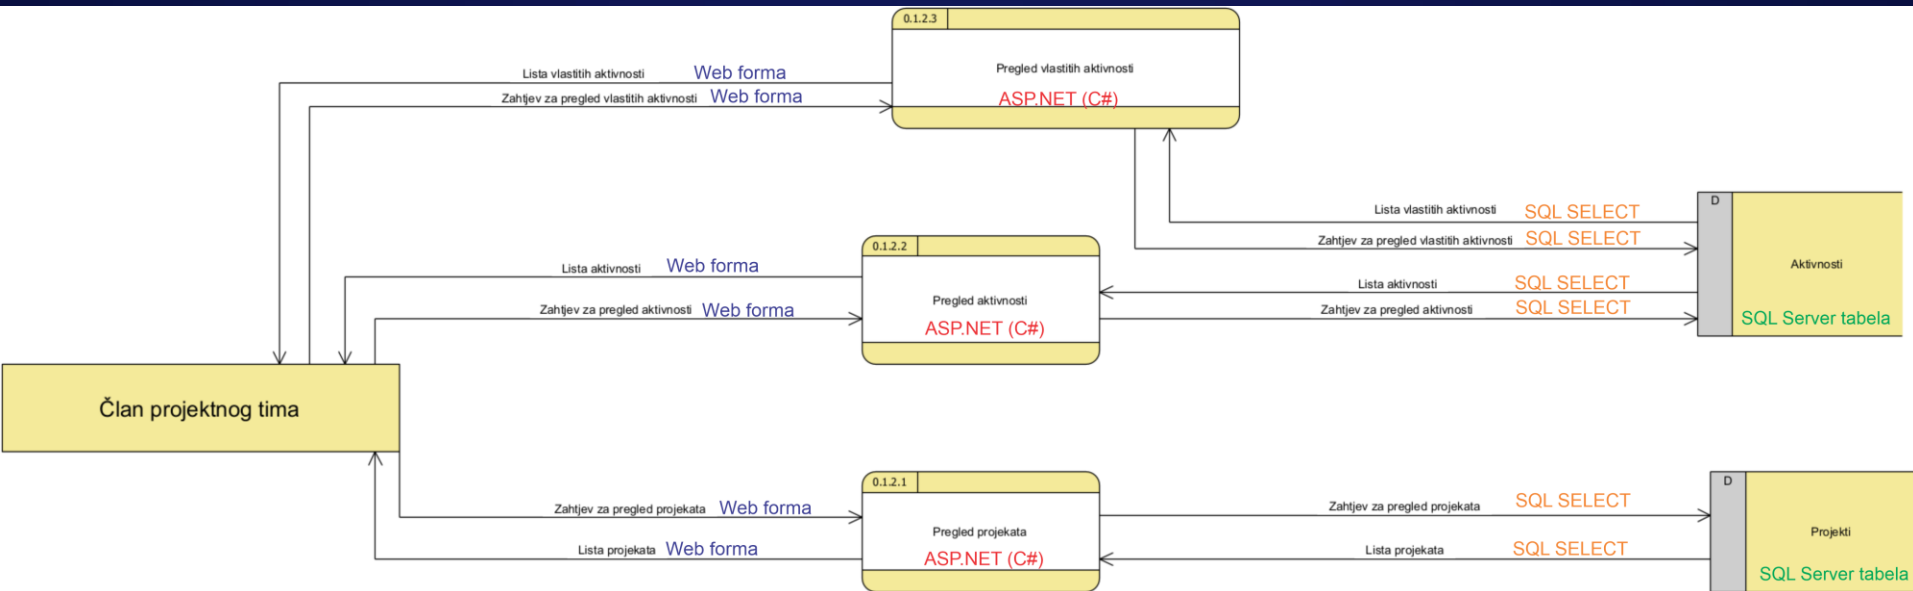 0.1.2.3
Pregled vlastitih aktivnosti
ASP.NET (C#)
Lista vlastitih aktivnosti Web forma
Zahtjev za pregled vlastitih aktivnosti Web forma
Lista vlastitih aktivnosti SQL SELECT
Zahtjev za pregled vlastitih aktivnosti SQL SELECT
D
Aktivnosti
SQL Server tabela
0.1.2.2
Pregled aktivnosti
ASP.NET (C#)
Lista aktivnosti Web forma
Zahtjev za pregled aktivnosti Web forma
Lista aktivnosti SQL SELECT
Zahtjev za pregled aktivnosti SQL SELECT
Član projektnog tima
0.1.2.1
Pregled projekata
ASP.NET (C#)
Zahtjev za pregled projekata Web forma
Lista projekata Web forma
Zahtjev za pregled projekata SQL SELECT
Lista projekata SQL SELECT
D
Projekti
SQL Server tabela